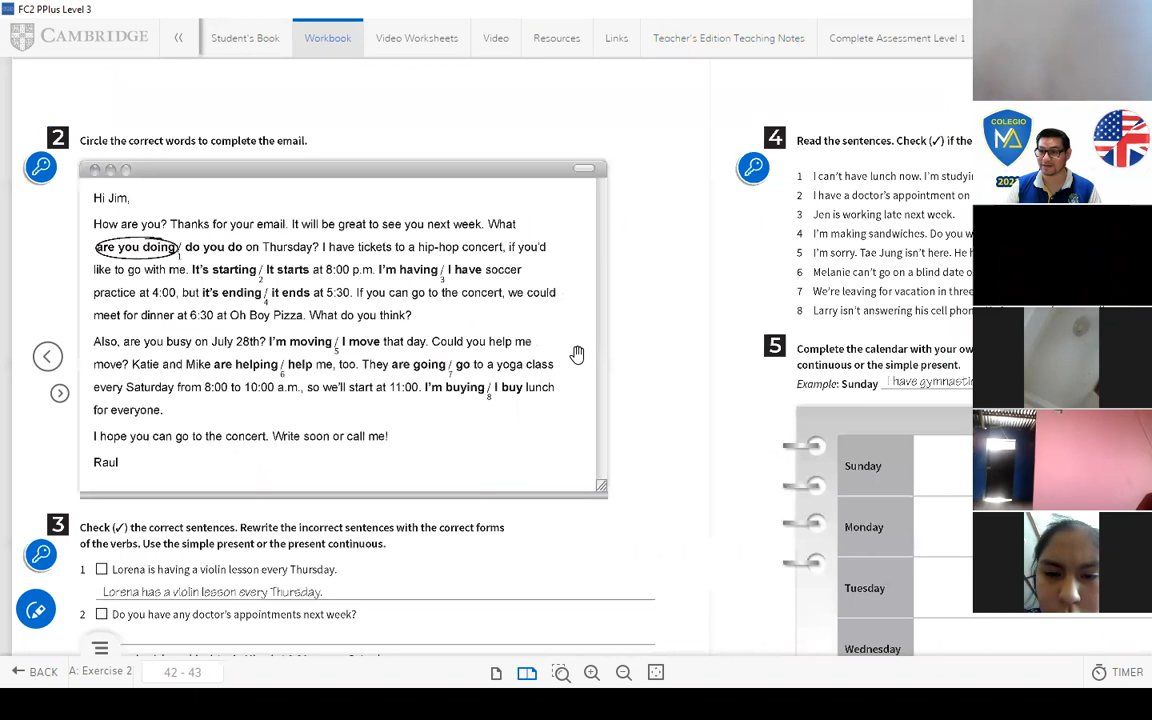 FC2 PPlus Level 3
CAMBRIDGE
Student's Book
Workbook
Video Worksheets
Video
Resources
Links
Teacher's Edition Teaching Notes
Complete Assessment Level 1
2 Circle the correct words to complete the email.
Hi Jim,
How are you? Thanks for your email. It will be great to see you next week. What
are you doing / do you do on Thursday? I have tickets to a hip-hop concert, if you'd
1
like to go with me. It's starting / It starts at 8:00 p.m. I'm having / I have soccer
2 3
practice at 4:00, but it's ending / it ends at 5:30. If you can go to the concert, we could
4
meet for dinner at 6:30 at Oh Boy Pizza. What do you think?
Also, are you busy on July 28th? I'm moving / I move that day. Could you help me
5
move? Katie and Mike are helping / help me, too. They are going / go to a yoga class
6 7
every Saturday from 8:00 to 10:00 a.m., so we'll start at 11:00. I'm buying / I buy lunch
8
for everyone.
I hope you can go to the concert. Write soon or call me!
Raul
3 Check (✓) the correct sentences. Rewrite the incorrect sentences with the correct forms
of the verbs. Use the simple present or the present continuous.
1 Lorena is having a violin lesson every Thursday.
Lorena has a violin lesson every Thursday.
2 Do you have any doctor's appointments next week?
4 Read the sentences. Check (✓) if the
1 I can't have lunch now. I'm studyin
2 I have a doctor's appointment on
3 Jen is working late next week.
4 I'm making sandwiches. Do you w
5 I'm sorry. Tae Jung isn't here. He h
6 Melanie can't go on a blind date o
7 We're leaving for vacation in three
8 Larry isn't answering his cell phon
5 Complete the calendar with your ow
continuous or the simple present.
Example: Sunday I have gymnastic
Sunday
Monday
Tuesday
Wednesday
COLEGIO
BACK
A: Exercise 2
42 - 43
TIMER